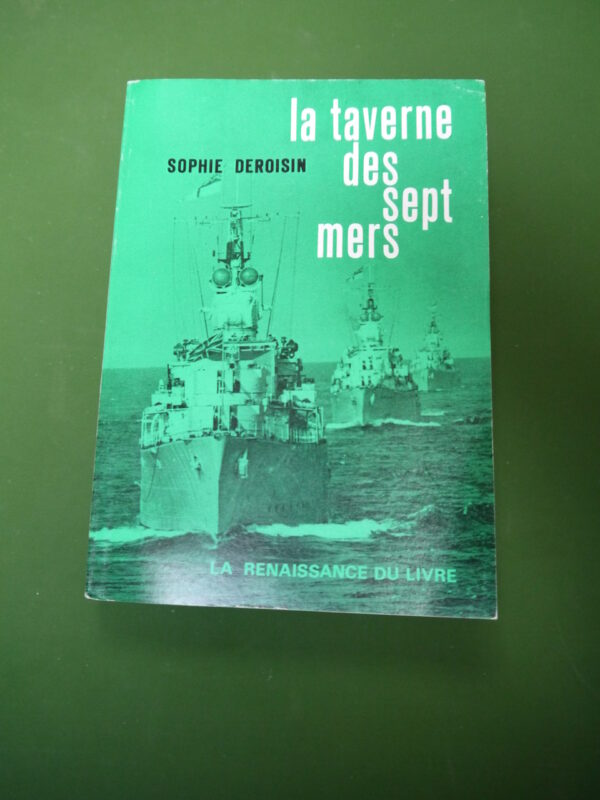 la taverne
des
sept
mers
SOPHIE DEROISIN
LA RENAISSANCE DU LIVRE